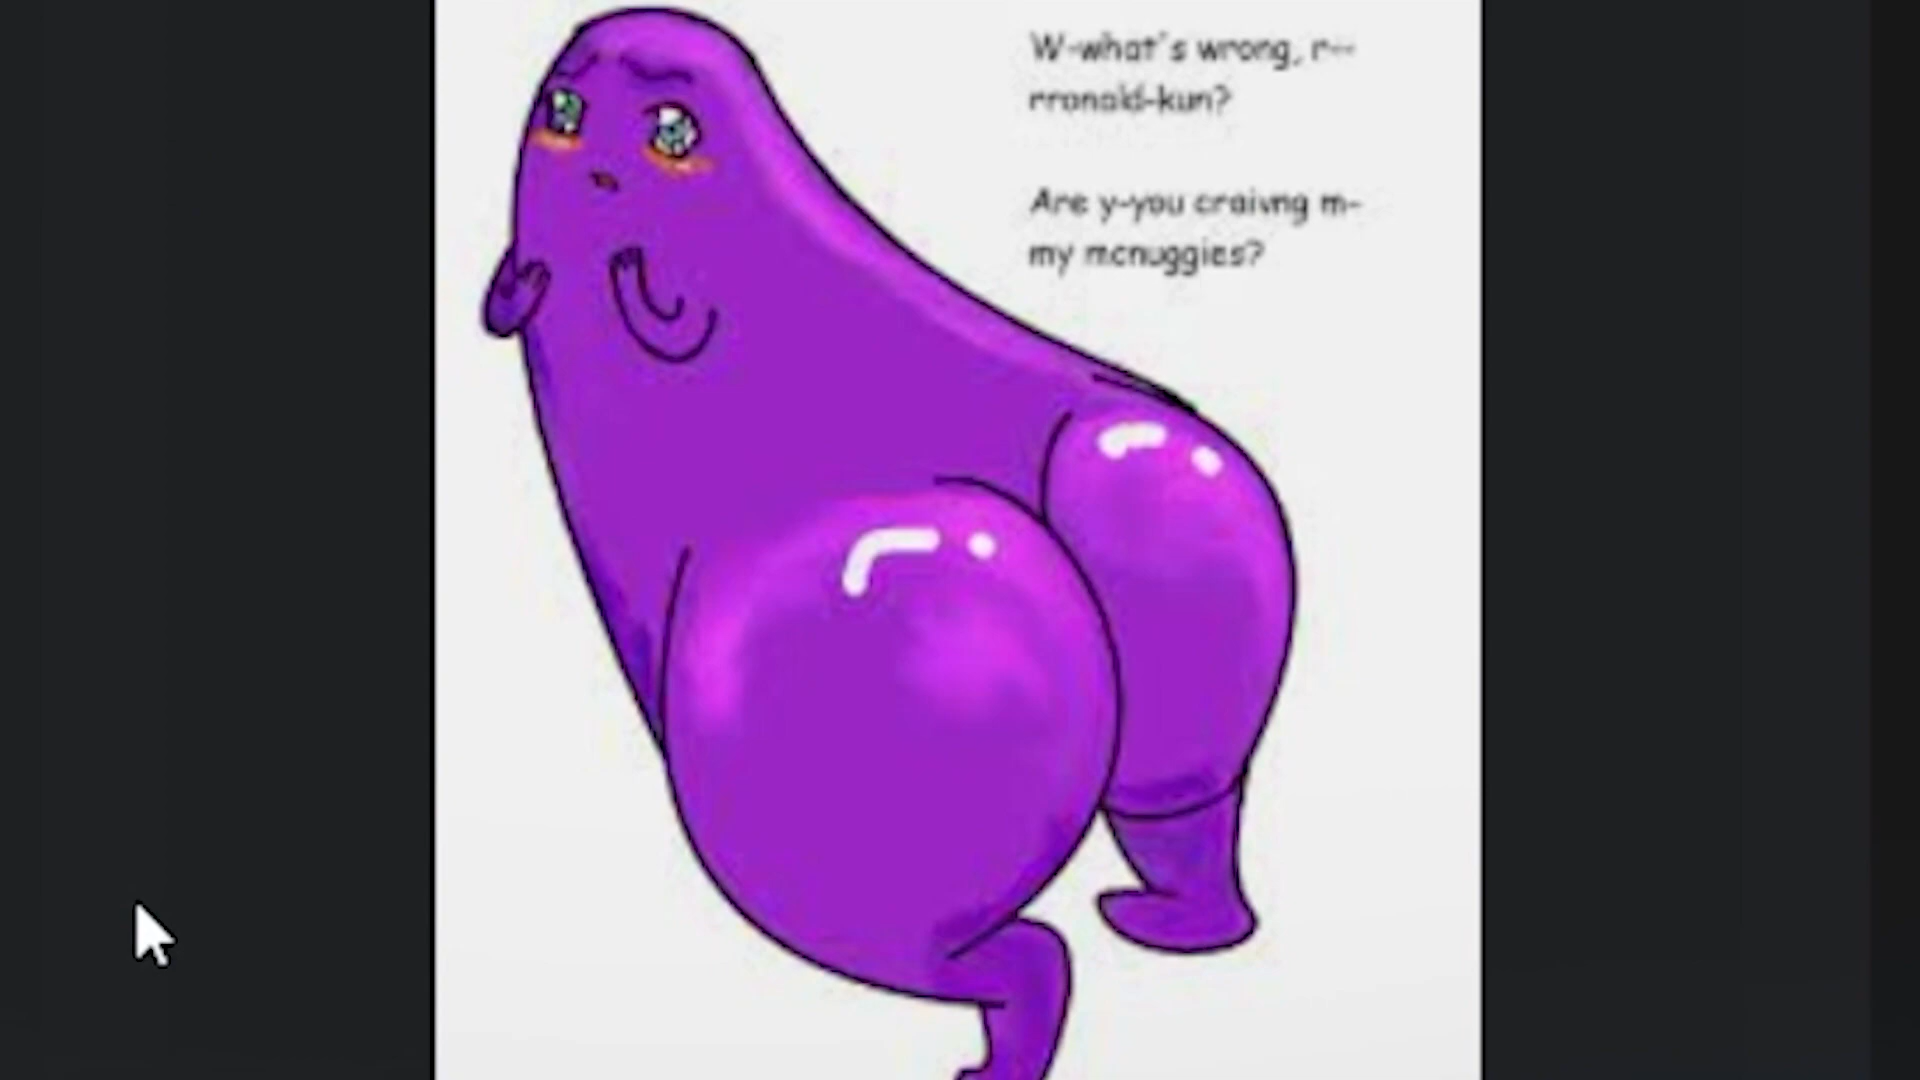 W-what's wrong, r--
rronald-kun?
Are y-you craivng m-
my mcnuggies?